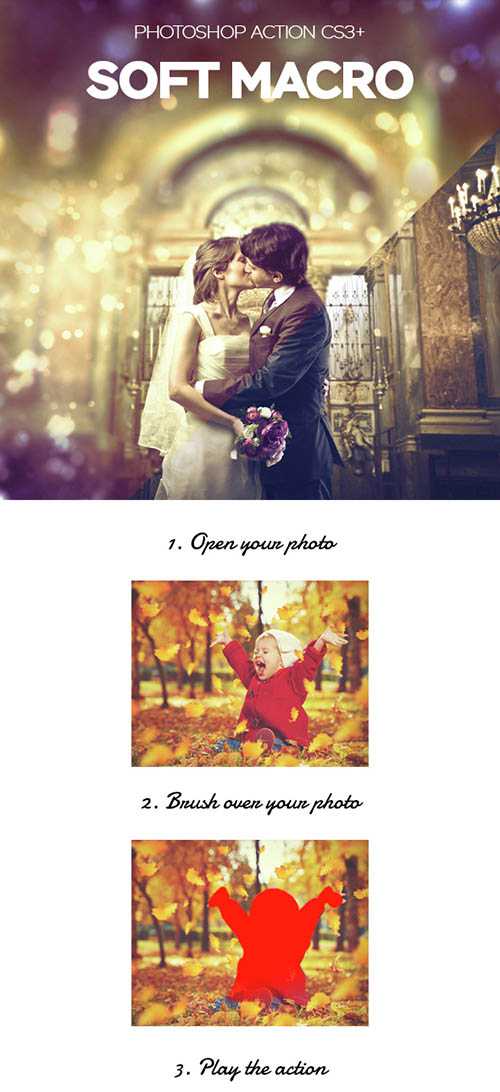 PHOTOSHOP ACTION CS3+
SOFT MACRO
1. Open your photo
2. Brush over your photo
3. Play the action